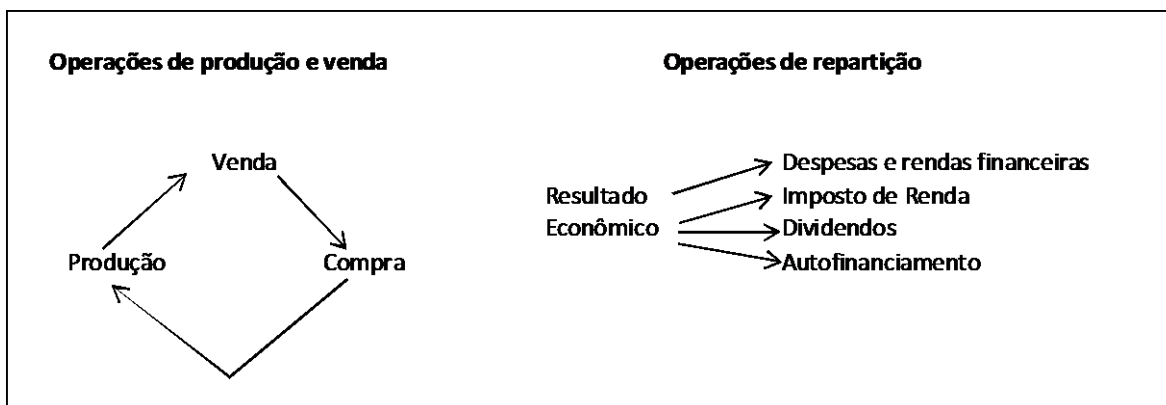 Operações de produção e venda
Operações de repartição
Venda
Produção
Compra
Resultado
Econômico
Despesas e rendas financeiras
Imposto de Renda
Dividendos
Autofinanciamento